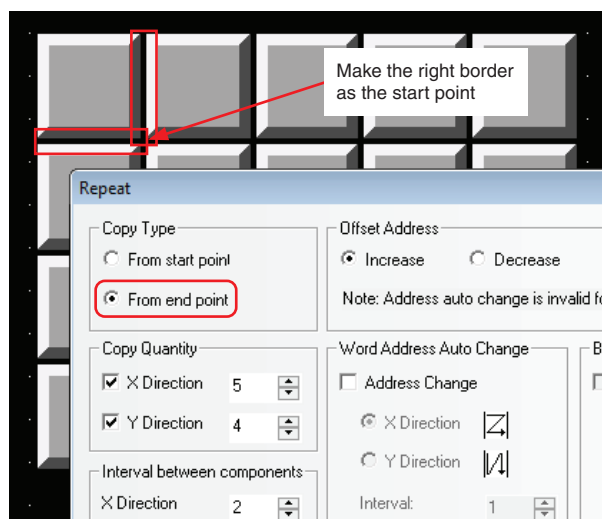 Make the right border
as the start point
Repeat
Copy Type
From start point
From end point
Offset Address
Increase
Decrease
Note: Address auto change is invalid
Copy Quantity
X Direction 5
Y Direction 4
Word Address Auto Change
Address Change
X Direction
Y Direction
Interval: 1
B
Interval between components
X Direction 2